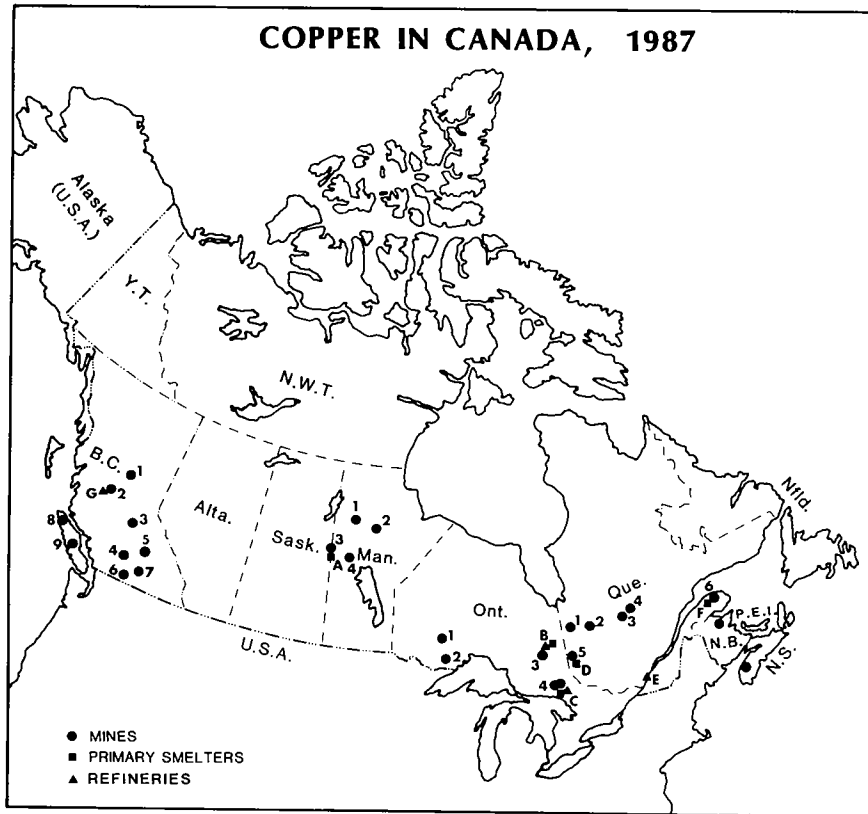 COPPER IN CANADA, 1987
Alaska
(U.S.A.)
Y.T.
N.W.T.
B.C.
1
G
2
8
3
9
4
5
6
7
Alta.
Sask.
Man.
1
2
3
A
4
U.S.A.
Ont.
1
2
B
3
4
C
Que.
1
2
4
3
5
D
E
6
F
Nfld.
P.E.I.
N.B.
N.S.
MINES
PRIMARY SMELTERS
REFINERIES